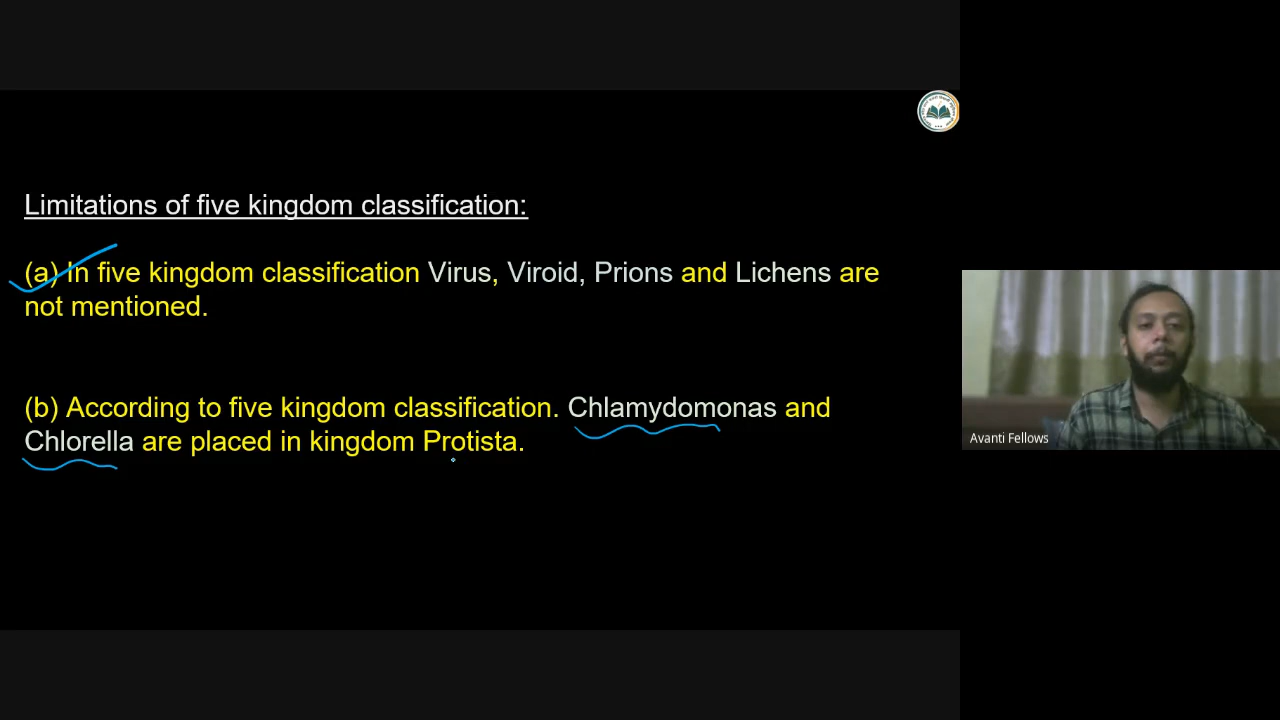 Limitations of five kingdom classification:
(a) In five kingdom classification Virus, Viroid, Prions and Lichens are
not mentioned.
(b) According to five kingdom classification. Chlamydomonas and
Chlorella are placed in kingdom Protista.
Avanti Fellows